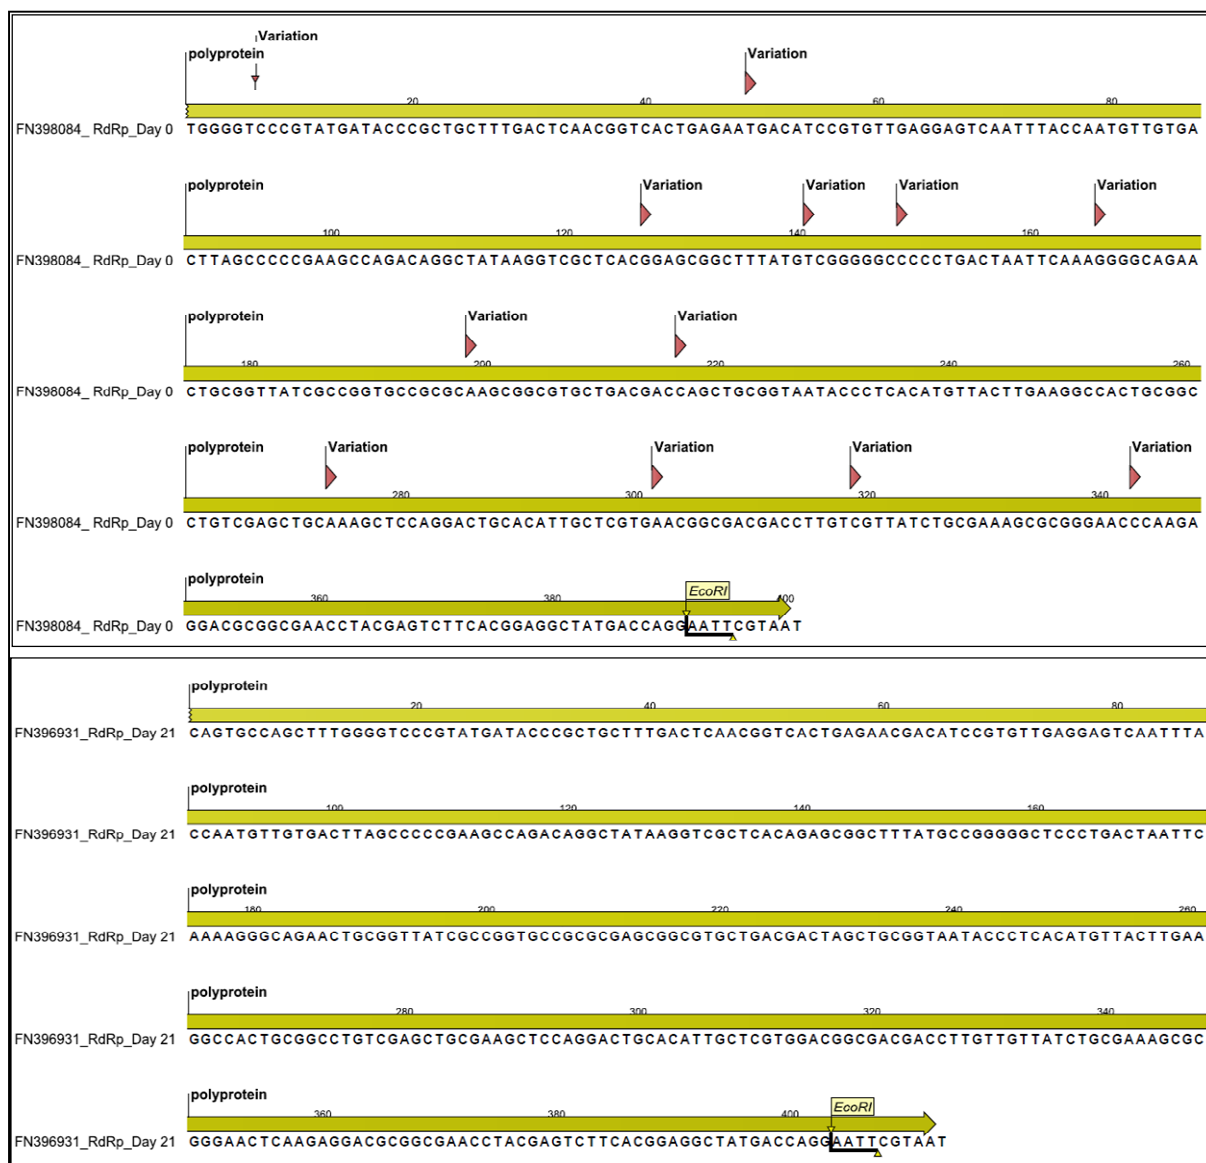 Variation
polyprotein Variation
20 40 60 80
FN398084_ RdRp_Day 0 TGGGGTCCCGTATGATACCCGCTGCTTTGACTCAACGGTCACTGAGAATGACATCCGTGTTGAGGAGTCAATTTACCAATGTTGTGA
polyprotein Variation Variation Variation Variation
100 120 140 160
FN398084_ RdRp_Day 0 CTTAGCCCCCGAAGCCAGACAGGCTATAAGGTCGCTCACGGAGCGGCTTTATGTCGGGGGCCCCCTGACTAATTCAAAGGGGCAGAA
polyprotein Variation Variation
180 200 220 240 260
FN398084_ RdRp_Day 0 CTGCGGTTATCGCCGGTGCCGCGCAAGCGGCGTGCTGACGACCAGCTGCGGTAATACCCTCACATGTTACTTGAAGGCCACTGCGGC
polyprotein Variation Variation Variation Variation
280 300 320 340
FN398084_ RdRp_Day 0 CTGTCGAGCTGCAAAGCTCCAGGACTGCACATTGCTCGTGAACGGCGACGACCTTGTCGTTATCTGCGAAAGCGCGGGAACCCAAGA
polyprotein EcoRI
360 380 400
FN398084_ RdRp_Day 0 GGACGCGGCGAACCTACGAGTCTTCACGGAGGCTATGACCAGGAATTCGTAAT
polyprotein
20 40 60 80
FN396931_RdRp_Day 21 CAGTGCCAGCTTTGGGGTCCCGTATGATACCCGCTGCTTTGACTCAACGGTCACTGAGAACGACATCCGTGTTGAGGAGTCAATTTA
polyprotein
100 120 140 160
FN396931_RdRp_Day 21 CCAATGTTGTGACTTAGCCCCCGAAGCCAGACAGGCTATAAGGTCGCTCACAGAGCGGCTTTATGCCGGGGGCTCCCTGACTAATTC
polyprotein
180 200 220 240 260
FN396931_RdRp_Day 21 AAAAGGGCAGAACTGCGGTTATCGCCGGTGCCGCGCGAGCGGCGTGCTGACGACTAGCTGCGGTAATACCCTCACATGTTACTTGAA
polyprotein
280 300 320 340
FN396931_RdRp_Day 21 GGCCACTGCGGCCTGTCGAGCTGCGAAGCTCCAGGACTGCACATTGCTCGTGGACGGCGACGACCTTGTTGTTATCTGCGAAAGCGC
polyprotein EcoRI
360 380 400
FN396931_RdRp_Day 21 GGGAACTCAAGAGGACGCGGCGAACCTACGAGTCTTCACGGAGGCTATGACCAGGAATTCGTAAT